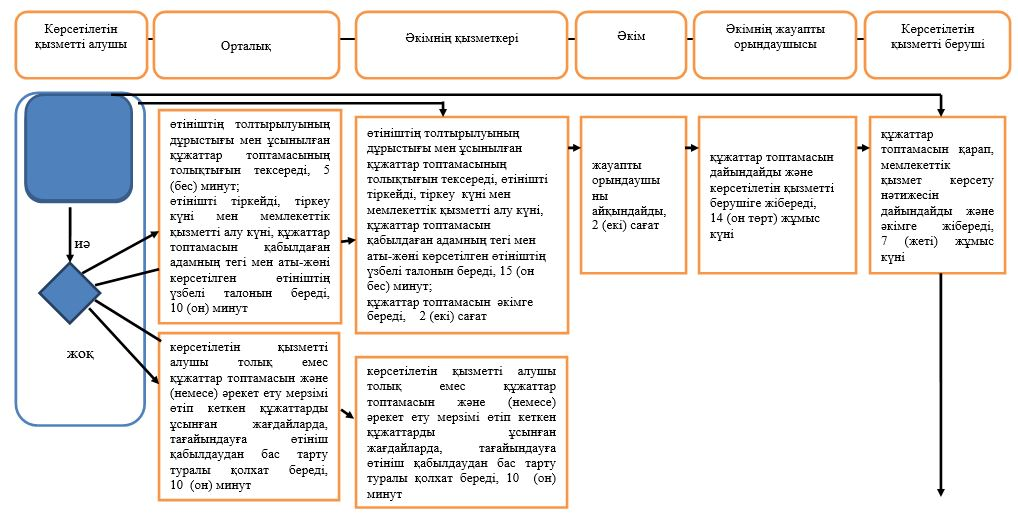 Көрсетілетін
қызметті алушы
Орталық
Әкімнің қызметкері
Әкім
Әкімнің жауапты
орындаушысы
Көрсетілетін
қызметті беруші
иә
жоқ
өтініштің толтырылуының
дұрыстығы мен ұсынылған
құжаттар топтамасының
толықтығын тексереді, 5
(бес) минут;
өтінішті тіркейді, тіркеу
күні мен мемлекеттік
қызметті алу күні, құжаттар
топтамасын қабылдаған
адамның тегі мен аты-жөні
көрсетілген өтініштің
үзбелі талонын береді,
10 (он) минут
көрсетілетін қызметті
алушы толық емес
құжаттар топтамасын және
(немесе) әрекет ету мерзімі
өтіп кеткен құжаттарды
ұсынған жағдайларда,
тағайындауға өтініш
қабылдаудан бас тарту
туралы қолхат береді,
10 (он) минут
өтініштің толтырылуының
дұрыстығы мен ұсынылған
құжаттар топтамасының
толықтығын тексереді, өтінішті
тіркейді, тіркеу күні мен
мемлекеттік қызметті алу күні,
құжаттар топтамасын
қабылдаған адамның тегі мен
аты-жөні көрсетілген өтініштің
үзбелі талонын береді, 15 (он
бес) минут;
құжаттар топтамасын әкімге
береді, 2 (екі) сағат
көрсетілетін қызметті алушы
толық емес құжаттар
топтамасын және (немесе)
әрекет ету мерзімі өтіп кеткен
құжаттарды ұсынған
жағдайларда, тағайындауға
өтініш қабылдаудан бас тарту
туралы қолхат береді, 10 (он)
минут
жауапты
орындаушы
ны
айқындайды,
2 (екі) сағат
құжаттар топтамасын
дайындайды және
көрсетілетін қызметті
берушіге жібереді,
14 (он төрт) жұмыс
күні
құжаттар
топтамасын қарап,
мемлекеттік
қызмет көрсету
нәтижесін
дайындайды және
әкімге жібереді,
7 (жеті) жұмыс
күні